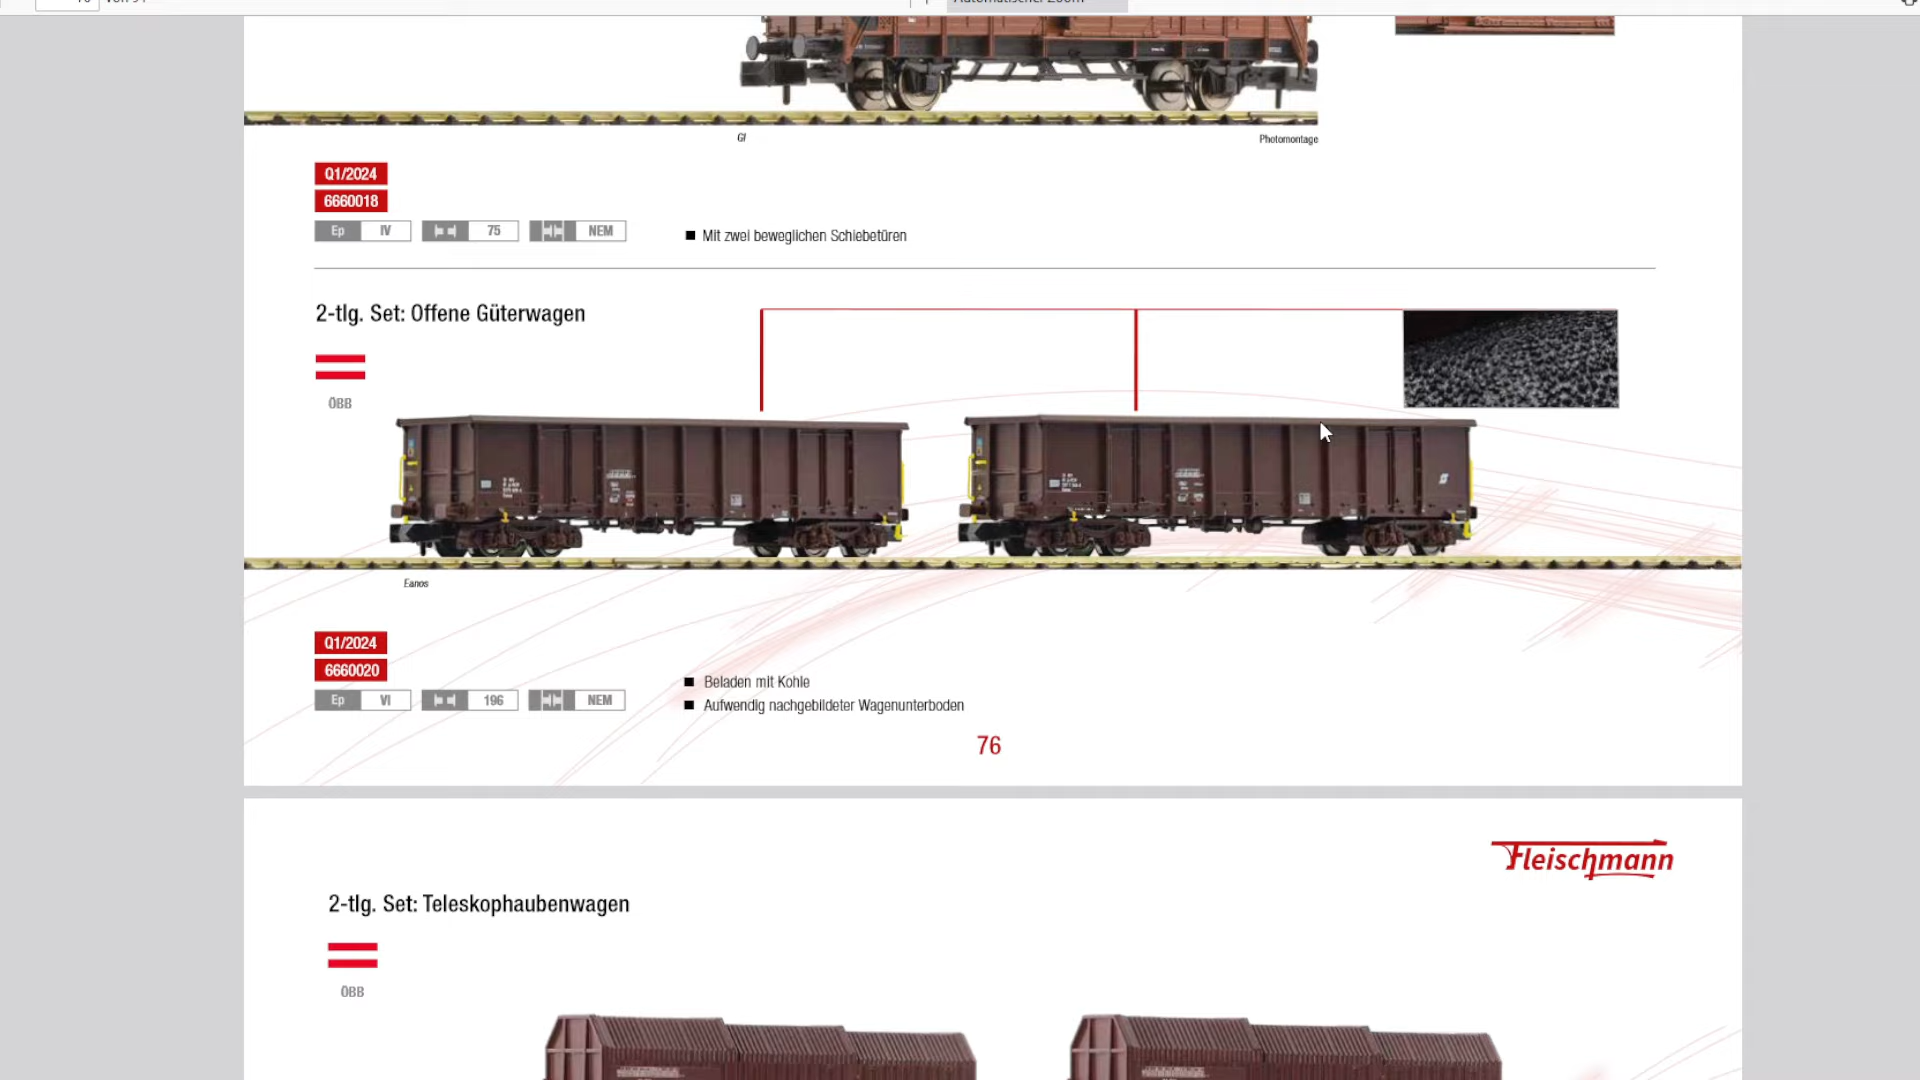 Gl
Photomontage
Q1/2024
6660018
Ep IV 75 NEM
Mit zwei beweglichen Schiebetüren
2-tlg. Set: Offene Güterwagen
ÖBB
Eanos
Q1/2024
6660020
Ep VI 196 NEM
Beladen mit Kohle
Aufwendig nachgebildeter Wagenunterboden
76
Fleischmann
2-tlg. Set: Teleskophaubenwagen
ÖBB